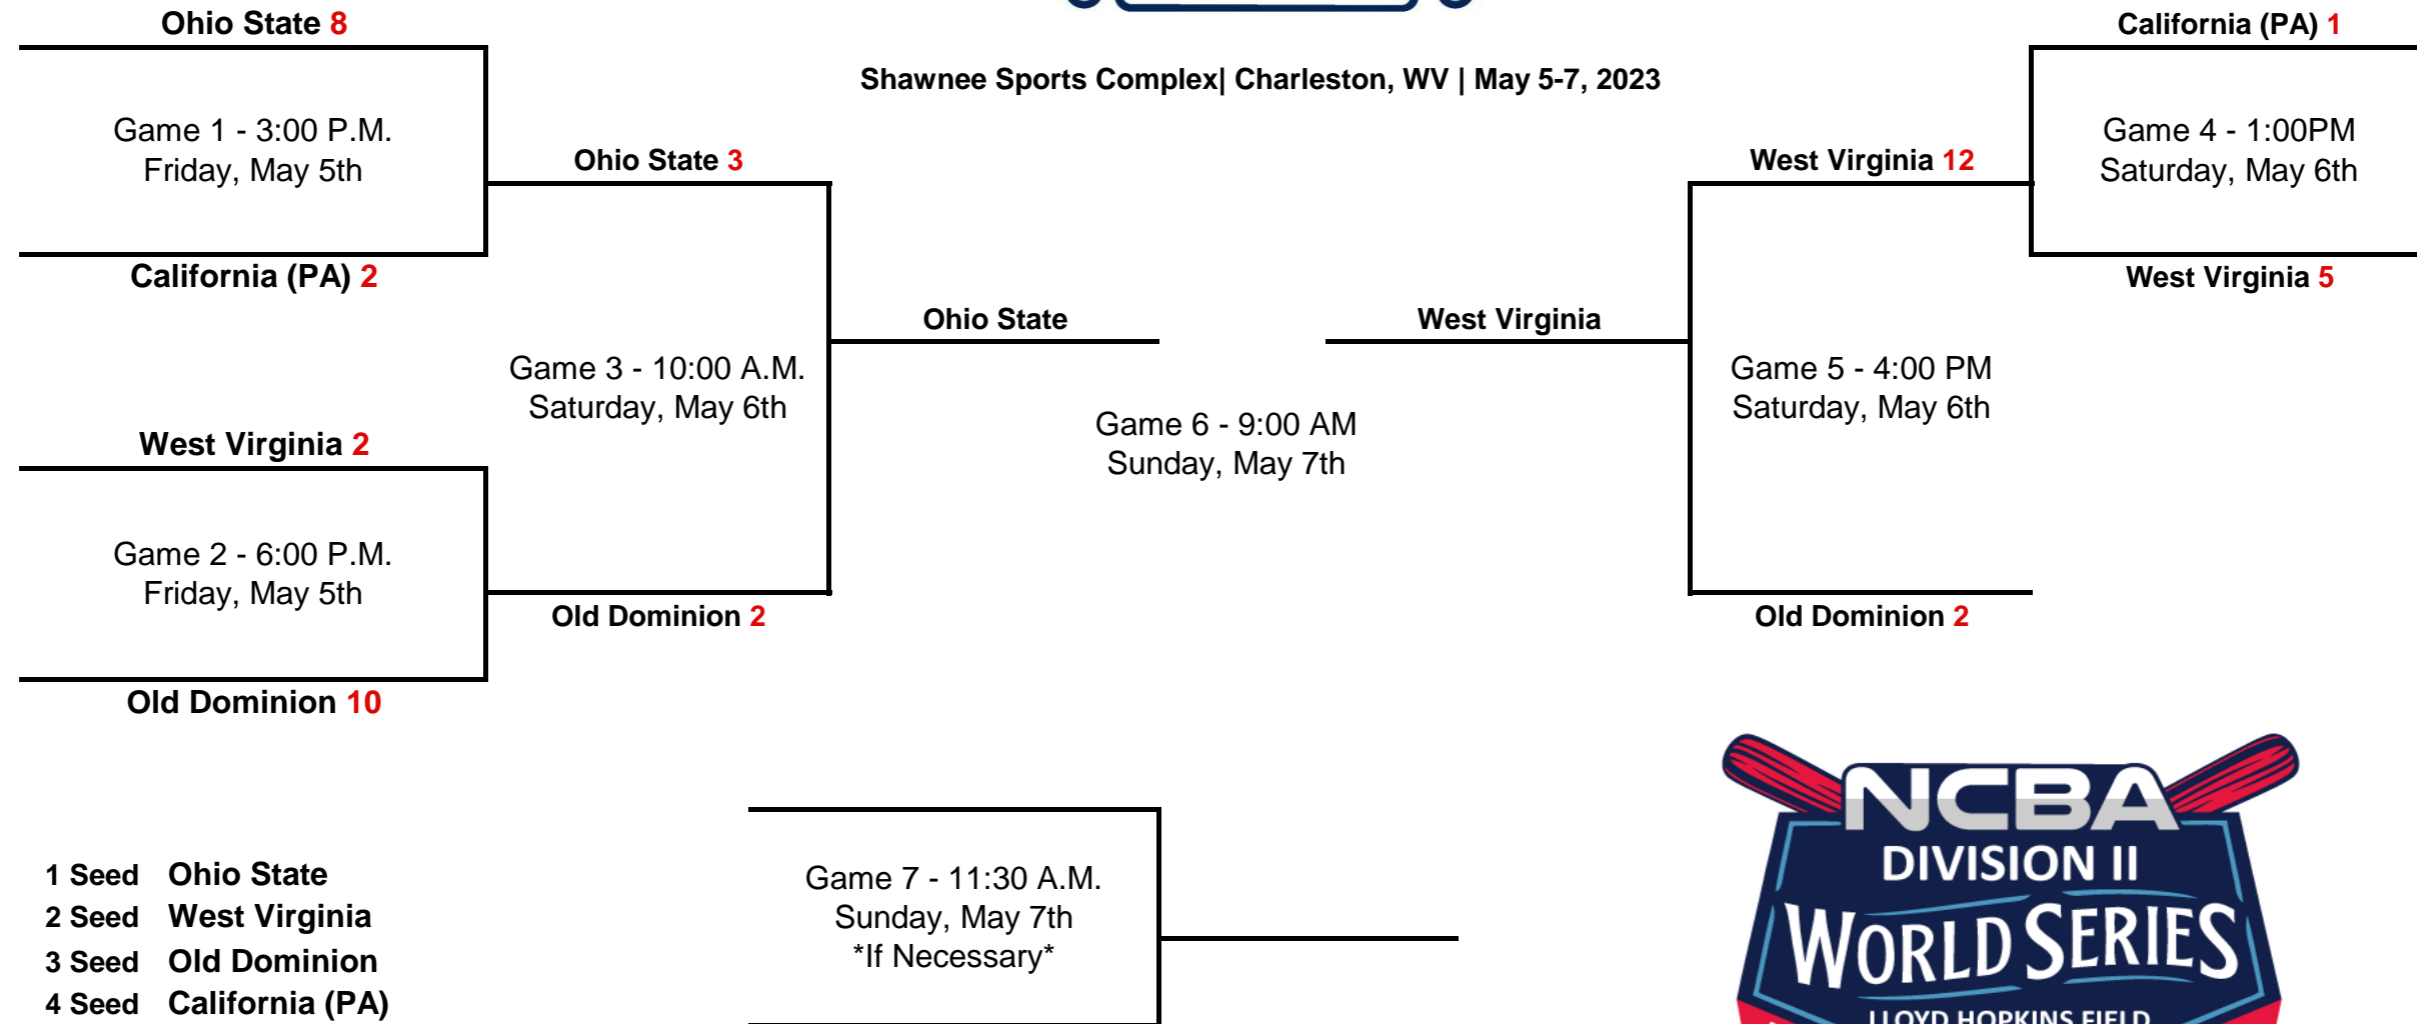 Ohio State 8
California (PA) 1
Shawnee Sports Complex| Charleston, WV | May 5-7, 2023
Game 1 - 3:00 P.M.
Friday, May 5th
Game 4 - 1:00PM
Saturday, May 6th
Ohio State 3
West Virginia 12
California (PA) 2
West Virginia 5
Ohio State
West Virginia
Game 3 - 10:00 A.M.
Saturday, May 6th
Game 5 - 4:00 PM
Saturday, May 6th
Game 6 - 9:00 AM
Sunday, May 7th
West Virginia 2
Game 2 - 6:00 P.M.
Friday, May 5th
Old Dominion 2
Old Dominion 2
Old Dominion 10
1 Seed Ohio State
2 Seed West Virginia
3 Seed Old Dominion
4 Seed California (PA)
Game 7 - 11:30 A.M.
Sunday, May 7th
*If Necessary*
NCBA
DIVISION II
WORLD SERIES
LLOYD HOPKINS FIELD